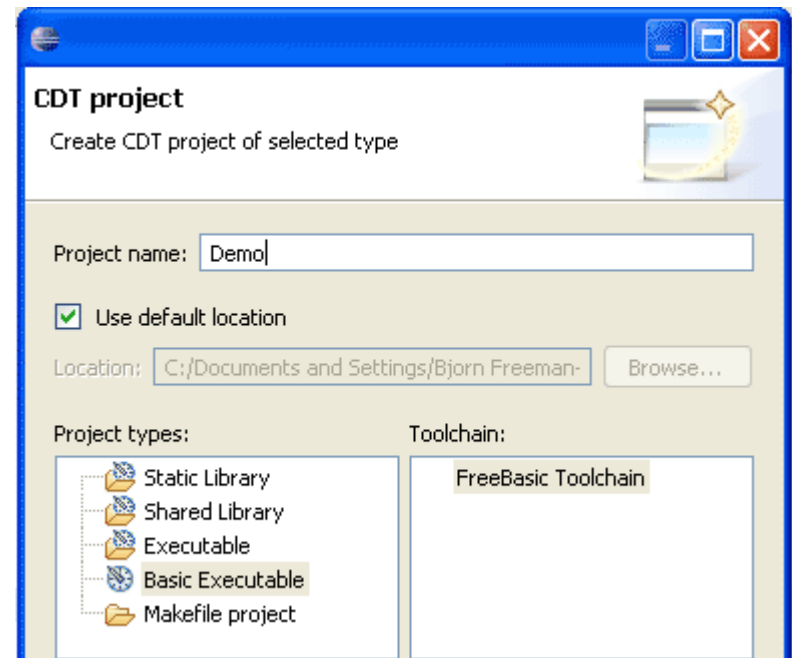 CDT project
Create CDT project of selected type
Project name: Demo
Use default location
Location: C:/Documents and Settings/Bjorn Freeman- Browse...
Project types: Toolchain:
Static Library FreeBasic Toolchain
Shared Library
Executable
Basic Executable
Makefile project